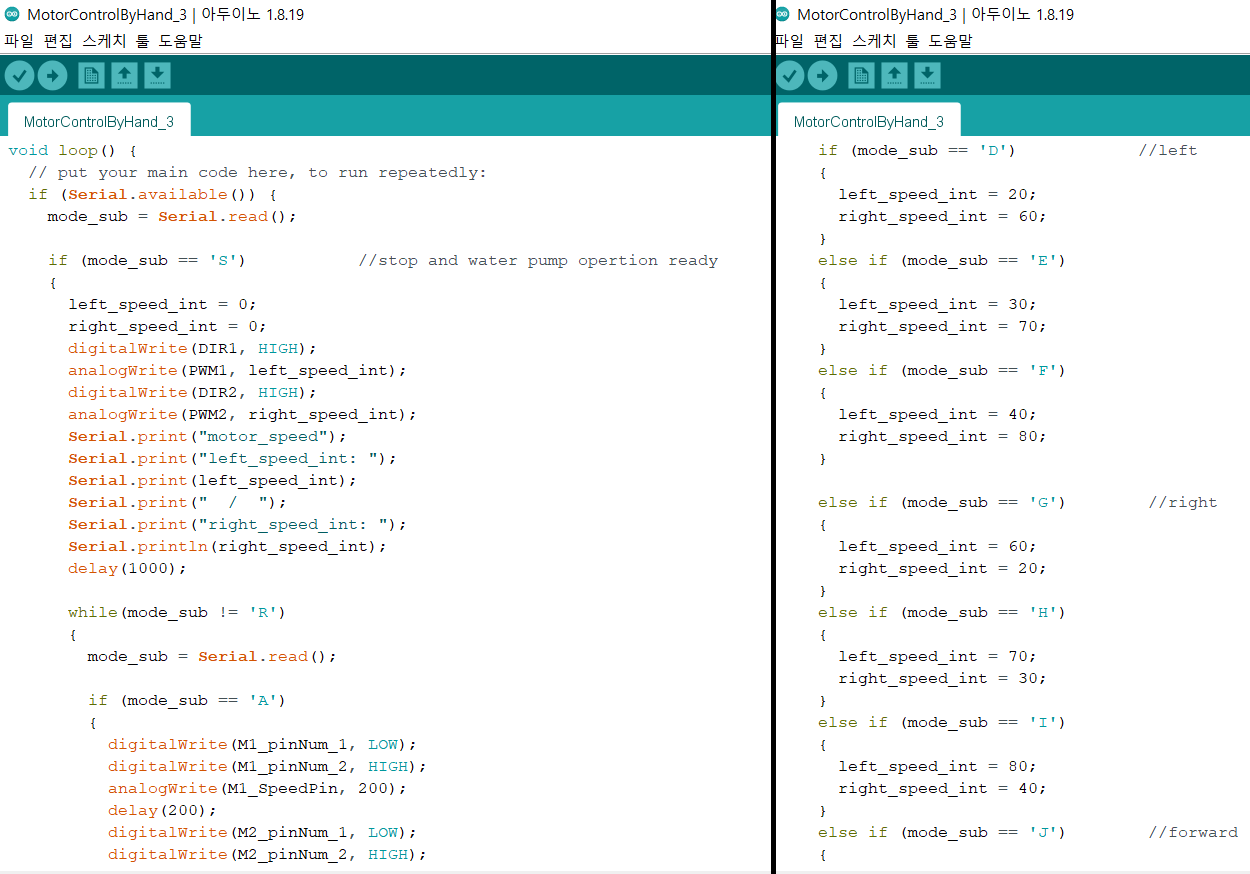 MotorControlByHand_3 | 아두이노 1.8.19
파일 편집 스케치 툴 도움말
MotorControlByHand_3
void loop() {
// put your main code here, to run repeatedly:
if (Serial.available()) {
mode_sub = Serial.read();
if (mode_sub == 'S') //stop and water pump opertion ready
{
left_speed_int = 0;
right_speed_int = 0;
digitalWrite(DIR1, HIGH);
analogWrite(PWM1, left_speed_int);
digitalWrite(DIR2, HIGH);
analogWrite(PWM2, right_speed_int);
Serial.print("motor_speed");
Serial.print("left_speed_int: ");
Serial.print(left_speed_int);
Serial.print("  /  ");
Serial.print("right_speed_int: ");
Serial.println(right_speed_int);
delay(1000);
while(mode_sub != 'R')
{
mode_sub = Serial.read();
if (mode_sub == 'A')
{
digitalWrite(M1_pinNum_1, LOW);
digitalWrite(M1_pinNum_2, HIGH);
analogWrite(M1_SpeedPin, 200);
delay(200);
digitalWrite(M2_pinNum_1, LOW);
digitalWrite(M2_pinNum_2, HIGH);
MotorControlByHand_3 | 아두이노 1.8.19
파일 편집 스케치 툴 도움말
MotorControlByHand_3
if (mode_sub == 'D') //left
{
left_speed_int = 20;
right_speed_int = 60;
}
else if (mode_sub == 'E')
{
left_speed_int = 30;
right_speed_int = 70;
}
else if (mode_sub == 'F')
{
left_speed_int = 40;
right_speed_int = 80;
}
else if (mode_sub == 'G') //right
{
left_speed_int = 60;
right_speed_int = 20;
}
else if (mode_sub == 'H')
{
left_speed_int = 70;
right_speed_int = 30;
}
else if (mode_sub == 'I')
{
left_speed_int = 80;
right_speed_int = 40;
}
else if (mode_sub == 'J') //forward
{